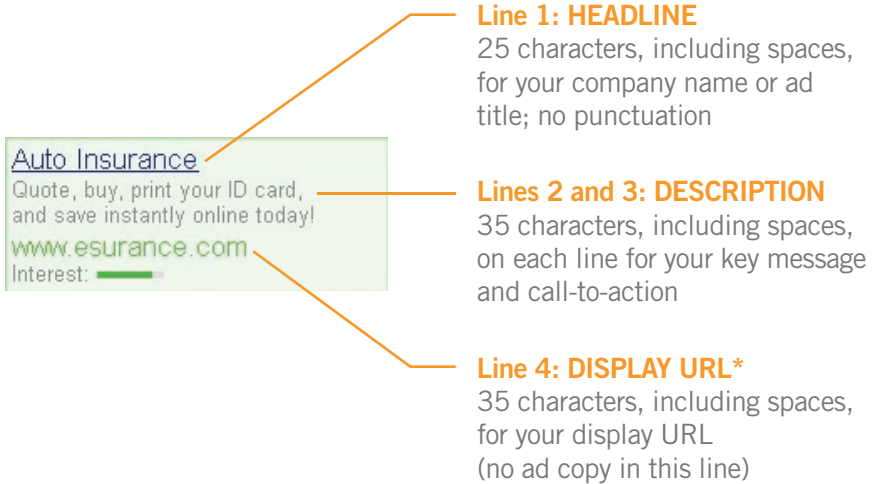 Auto Insurance
Quote, buy, print your ID card,
and save instantly online today!
www.esurance.com
Interest:
Line 1: HEADLINE
25 characters, including spaces,
for your company name or ad
title; no punctuation
Lines 2 and 3: DESCRIPTION
35 characters, including spaces,
on each line for your key message
and call-to-action
Line 4: DISPLAY URL*
35 characters, including spaces,
for your display URL
(no ad copy in this line)